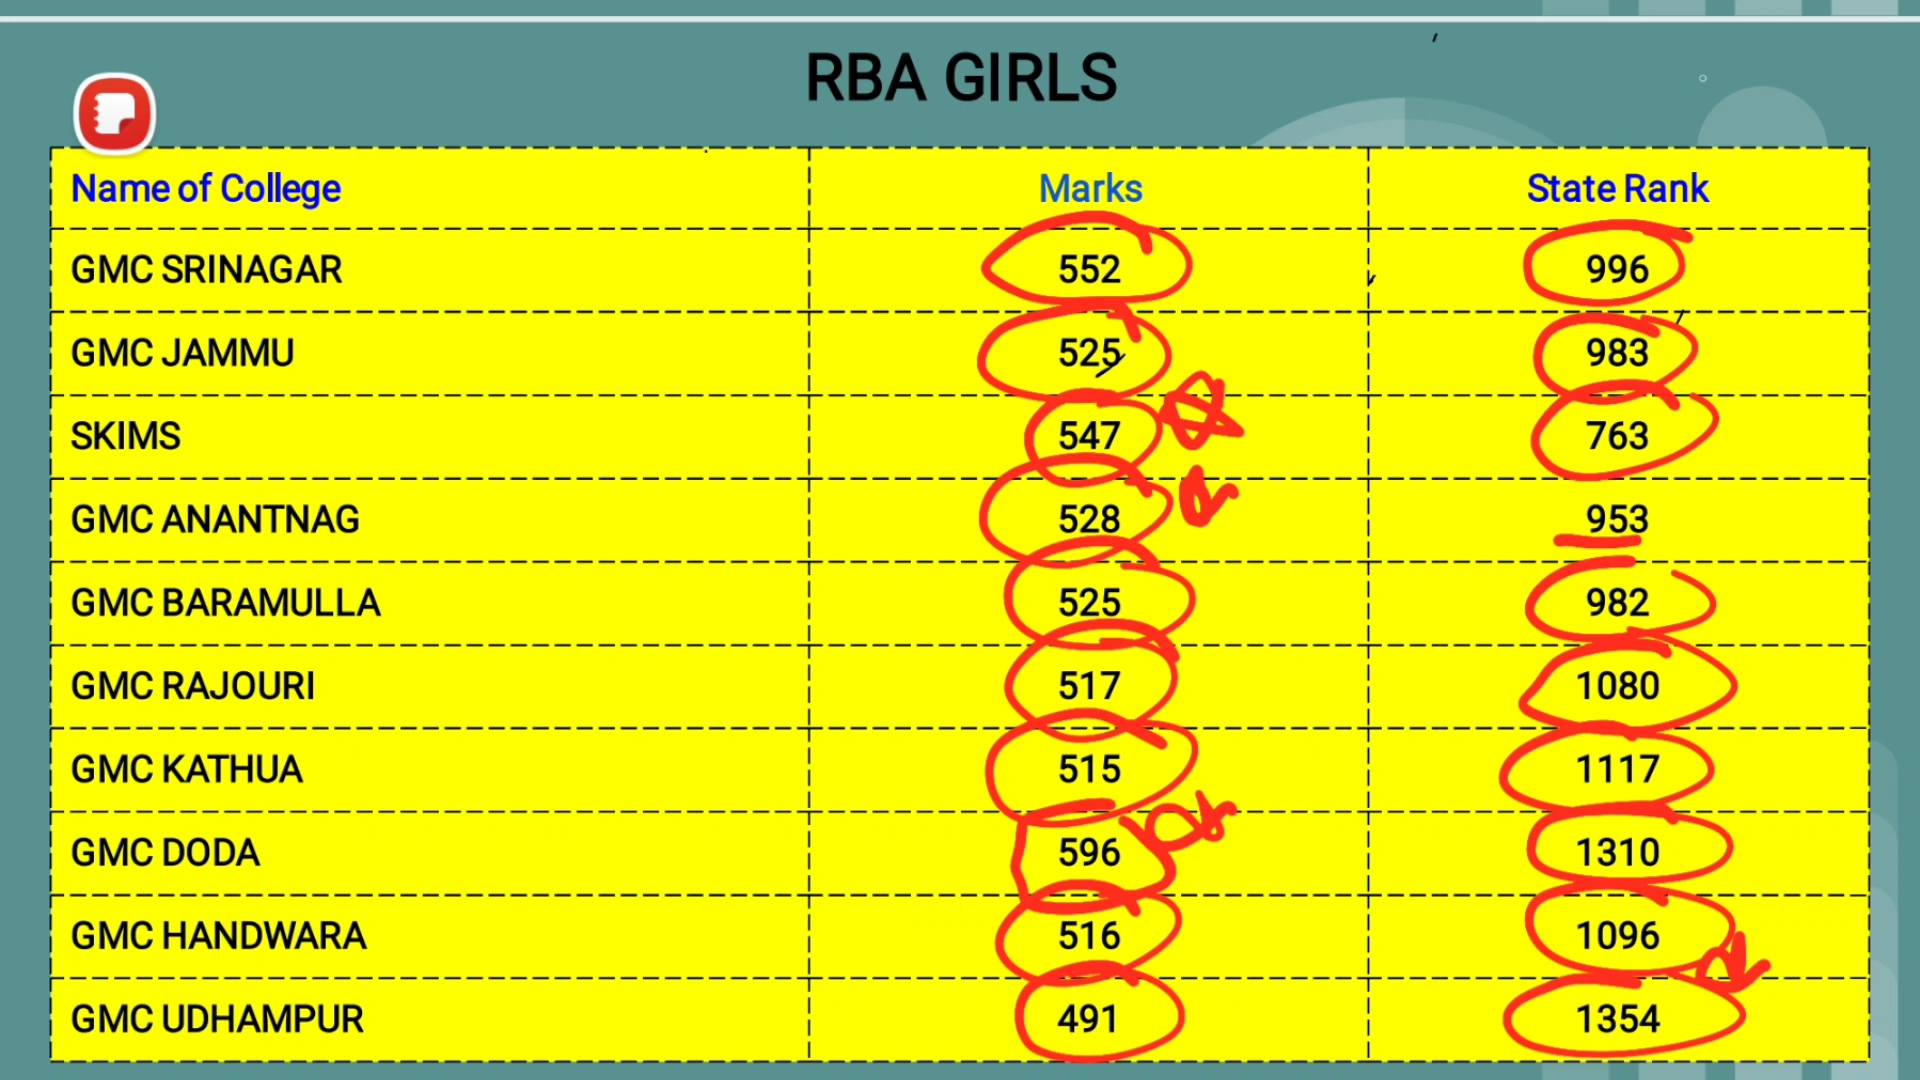 RBA GIRLS
Name of College Marks State Rank
GMC SRINAGAR 552 996
GMC JAMMU 525 983
SKIMS 547 763
GMC ANANTNAG 528 953
GMC BARAMULLA 525 982
GMC RAJOURI 517 1080
GMC KATHUA 515 1117
GMC DODA 596 1310
GMC HANDWARA 516 1096
GMC UDHAMPUR 491 1354